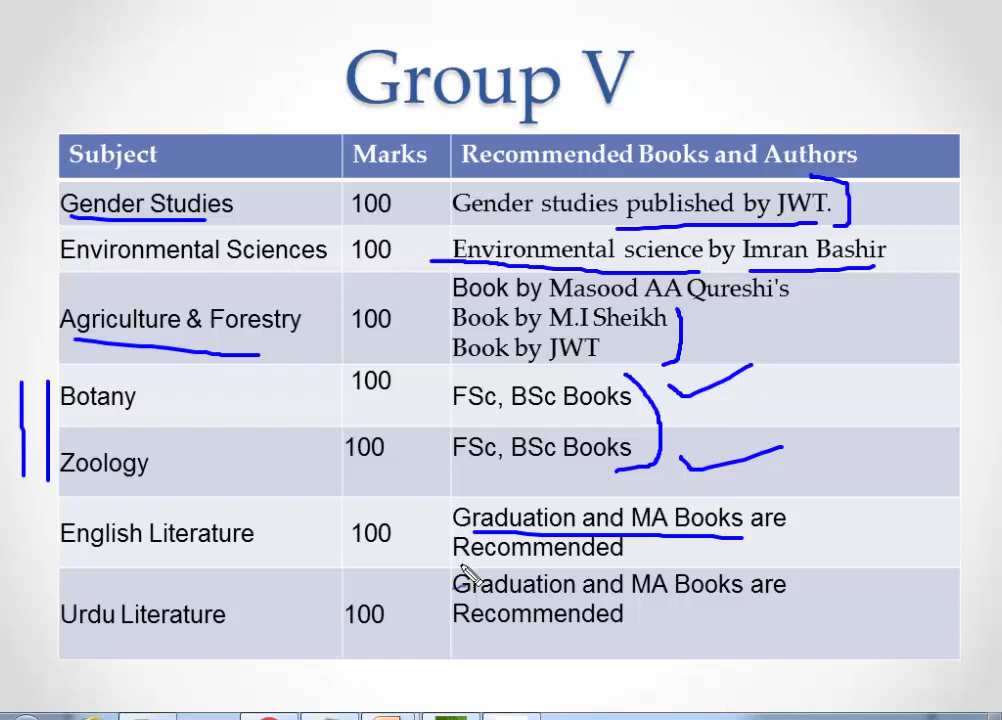 Group V
Subject Marks Recommended Books and Authors
Gender Studies 100 Gender studies published by JWT.
Environmental Sciences 100 Environmental science by Imran Bashir
Book by Masood AA Qureshi's
Agriculture & Forestry 100 Book by M.I Sheikh
Book by JWT
Botany 100 FSc, BSc Books
Zoology 100 FSc, BSc Books
English Literature 100 Graduation and MA Books are
Recommended
Urdu Literature 100 Graduation and MA Books are
Recommended